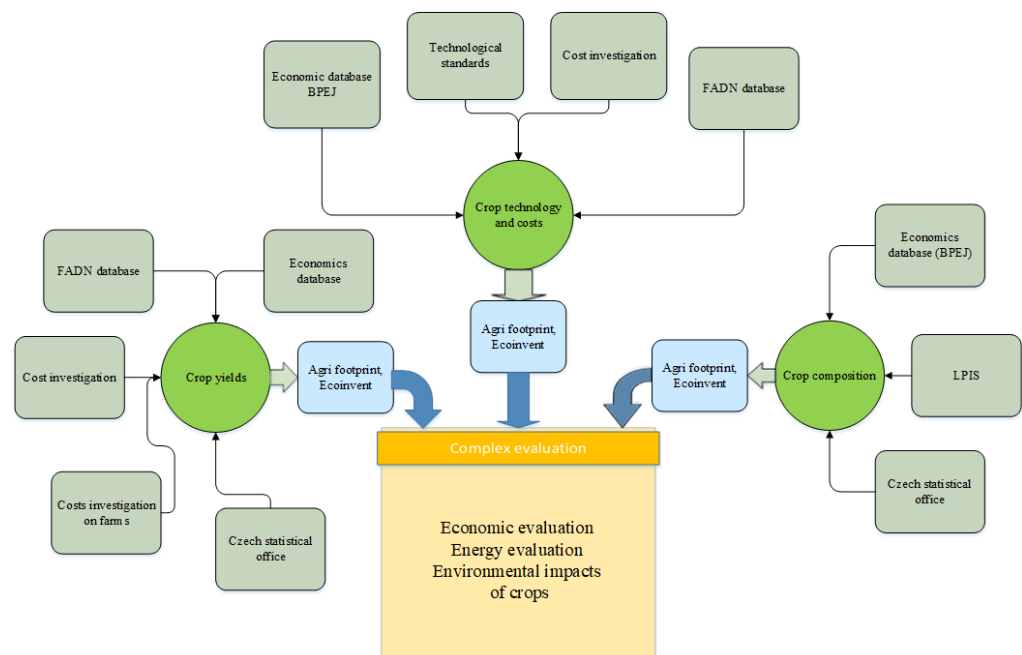 Technological
standards
Cost investigation
Economic database
BPEJ
FADN database
Crop technology
and costs
FADN database
Economics
database
Economics
database (BPEJ)
Agri footprint,
Ecoinvent
Cost investigation
Crop yields
Agri footprint,
Ecoinvent
Agri footprint,
Ecoinvent
Crop composition
LPIS
Complex evaluation
Costs investigation
on farms
Czech statistical
office
Czech statistical
office
Economic evaluation
Energy evaluation
Environmental impacts
of crops